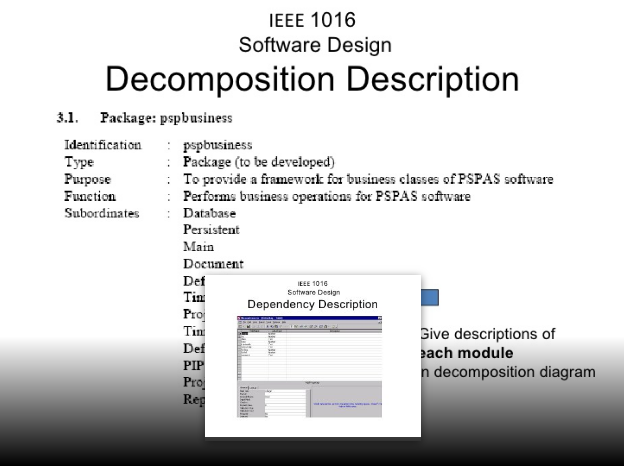 IEEE 1016
Software Design
Decomposition Description
3.1. Package: pspbusiness
Identification : pspbusiness
Type : Package (to be developed)
Purpose : To provide a framework for business classes of PSPAS software
Function : Performs business operations for PSPAS software
Subordinates : Database
Persistent
Main
Document
Def
Tim
Pro
Tim
Def
PIP
Pro
Rep
Give descriptions of
each module
n decomposition diagram
IEEE 1016
Software Design
Dependency Description